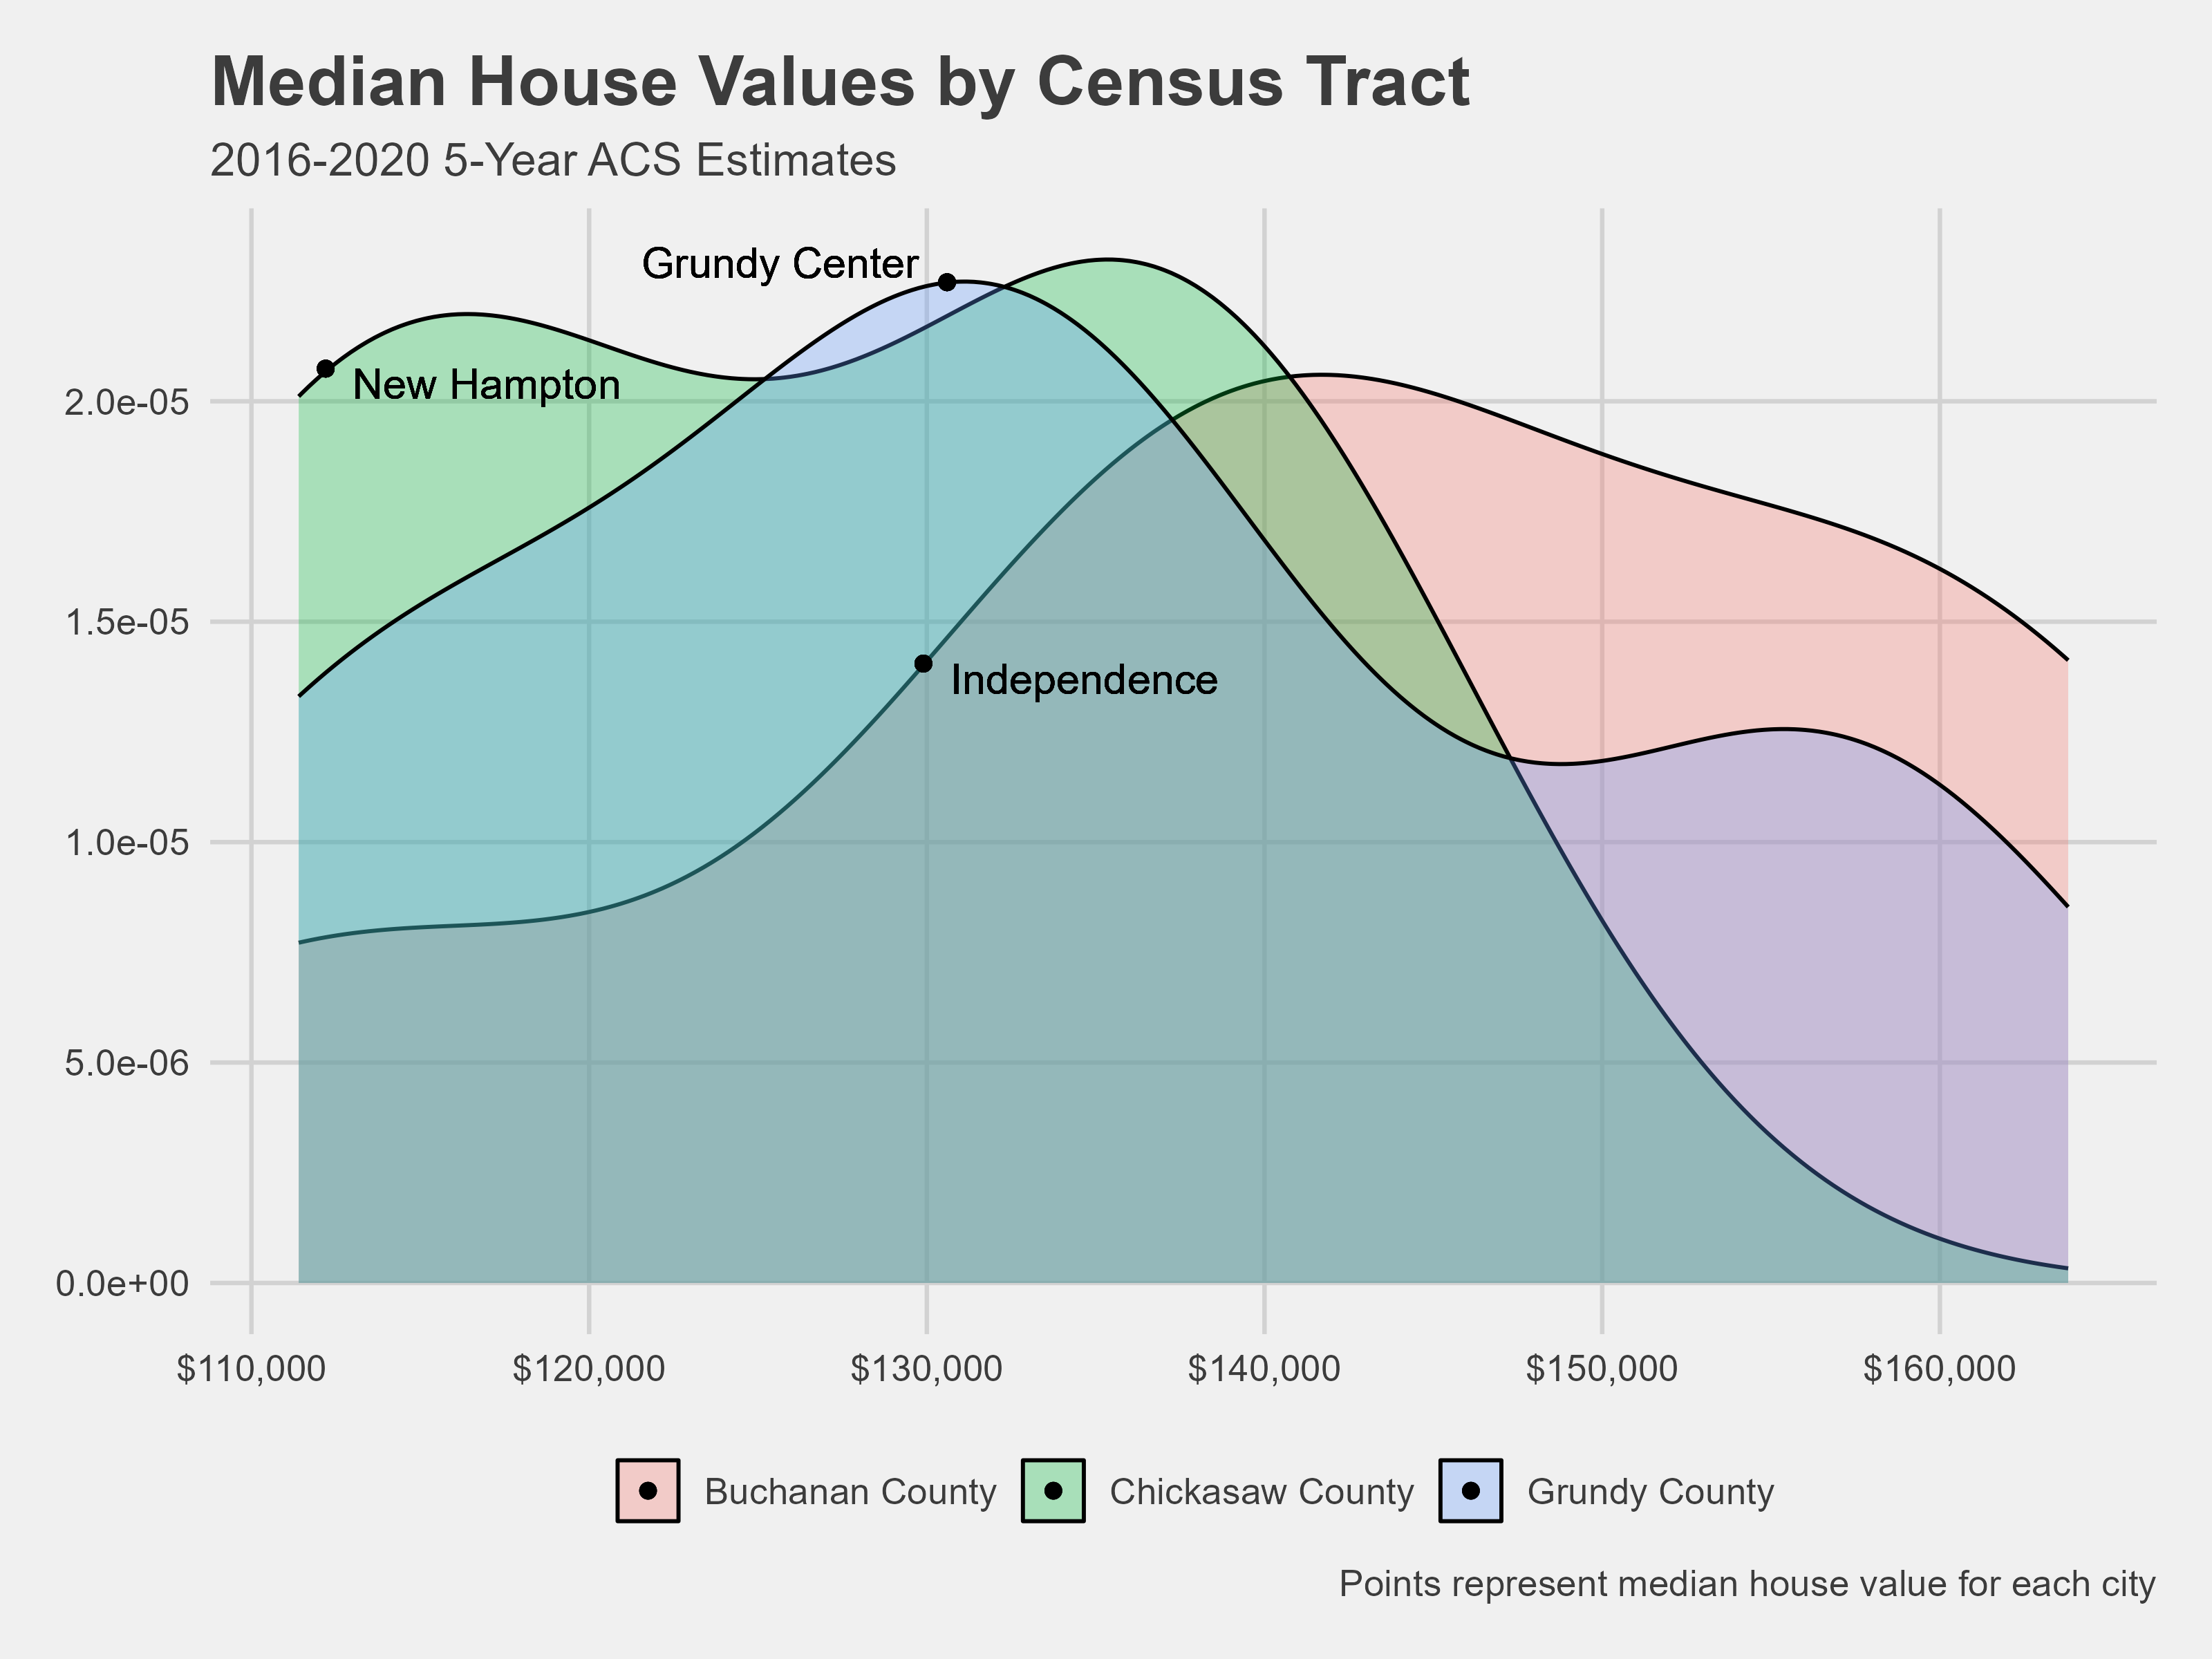 Median House Values by Census Tract
2016-2020 5-Year ACS Estimates
Grundy Center
New Hampton
2.0e-05
1.5e-05
Independence
1.0e-05
5.0e-06
0.0e+00
$110,000 $120,000 $130,000 $140,000 $150,000 $160,000
Buchanan County Chickasaw County Grundy County
Points represent median house value for each city